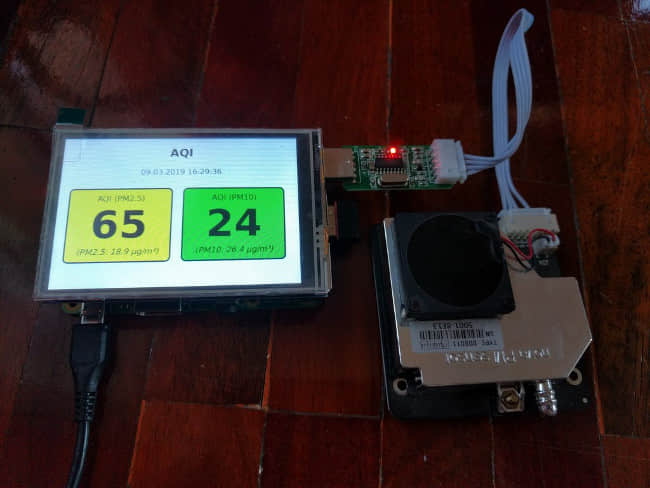 AQI
09.03.2019 16:29:36
AQI (PM2.5)
65
(PM2.5: 18.9 µg/m³)
AQI (PM10)
24
(PM10: 26.4 µg/m³)